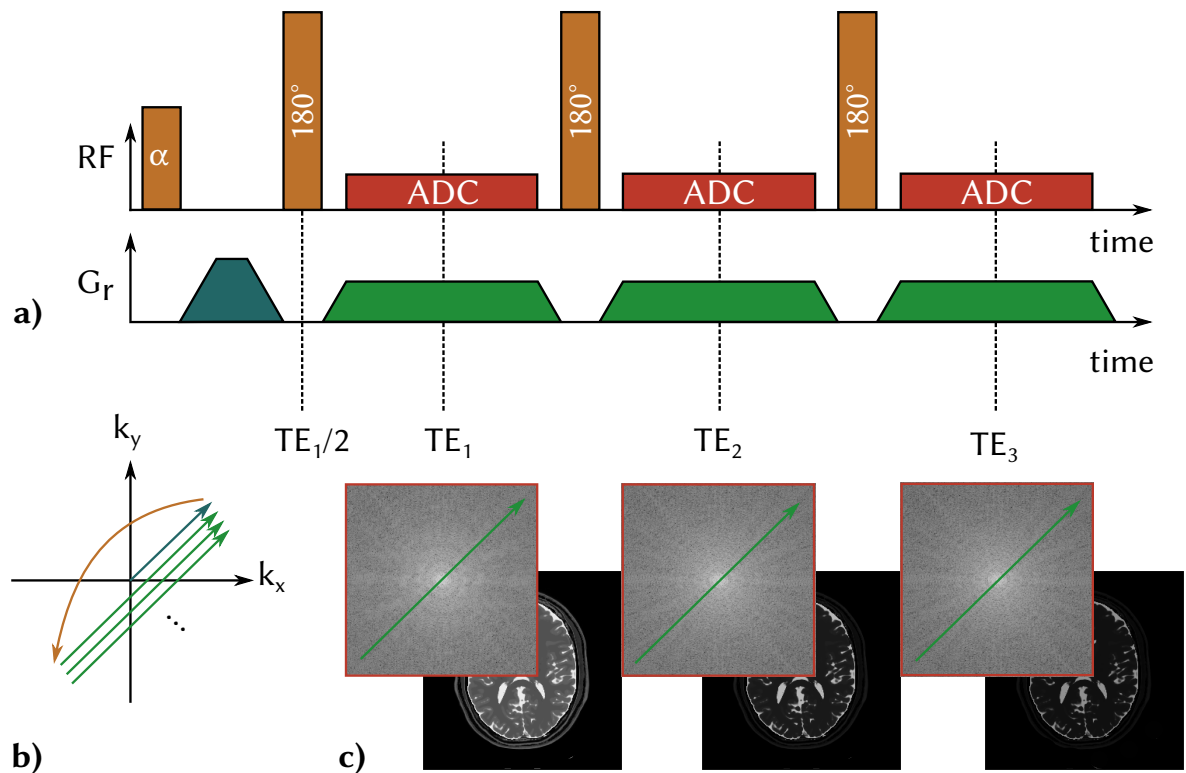 RF
α
180°
180°
180°
ADC
ADC
ADC
time
Gr
a)
time
TE1/2
TE1
TE2
TE3
ky
kx
...
b)
c)